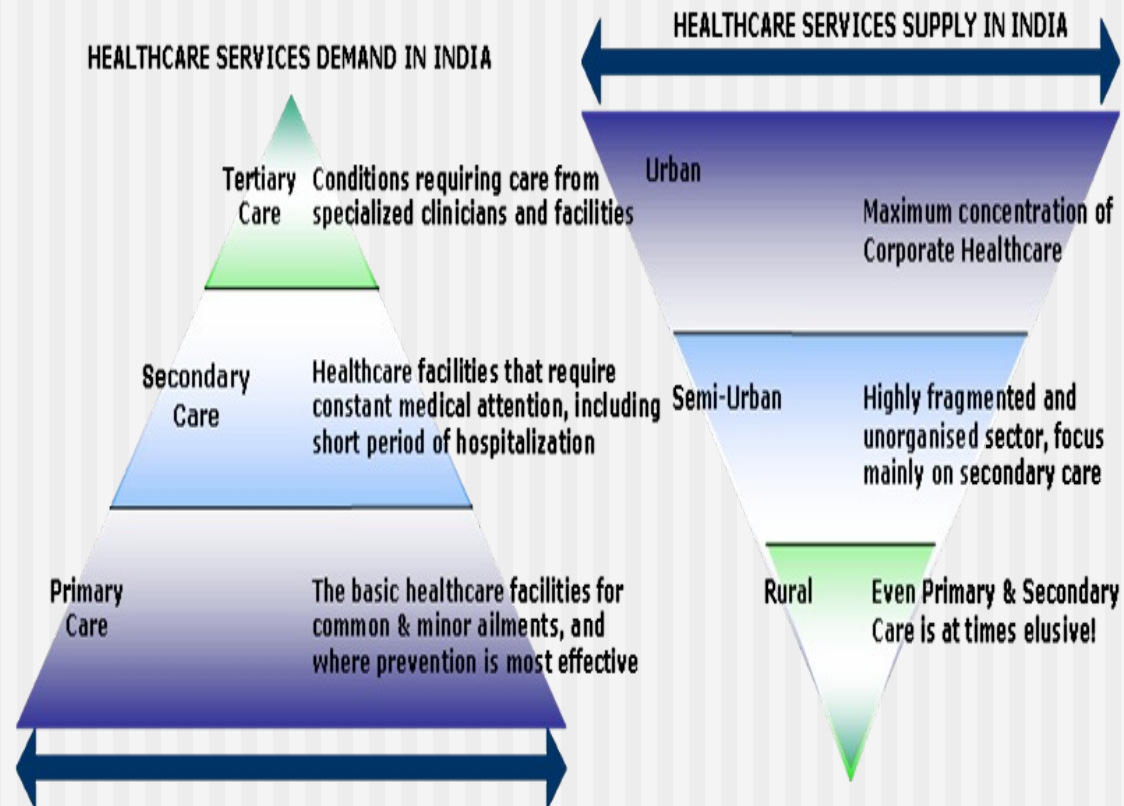 HEALTHCARE SERVICES DEMAND IN INDIA
Tertiary
Care
Conditions requiring care from
specialized clinicians and facilities
Secondary
Care
Healthcare facilities that require
constant medical attention, including
short period of hospitalization
Primary
Care
The basic healthcare facilities for
common & minor ailments, and
where prevention is most effective
HEALTHCARE SERVICES SUPPLY IN INDIA
Urban
Maximum concentration of
Corporate Healthcare
Semi-Urban
Highly fragmented and
unorganised sector, focus
mainly on secondary care
Rural
Even Primary & Secondary
Care is at times elusive!